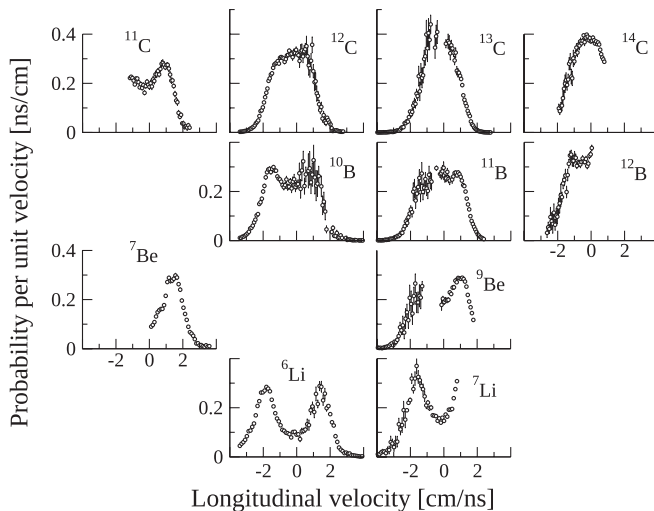 Probability per unit velocity [ns/cm]
0.4
0.2
0
¹¹C
¹²C
¹³C
¹⁴C
0.2
0
¹⁰B
¹¹B
¹²B
-2 0 2
0.4
0.2
0
⁷Be
⁹Be
-2 0 2
0.2
0
⁶Li
⁷Li
-2 0 2
-2 0 2
Longitudinal velocity [cm/ns]